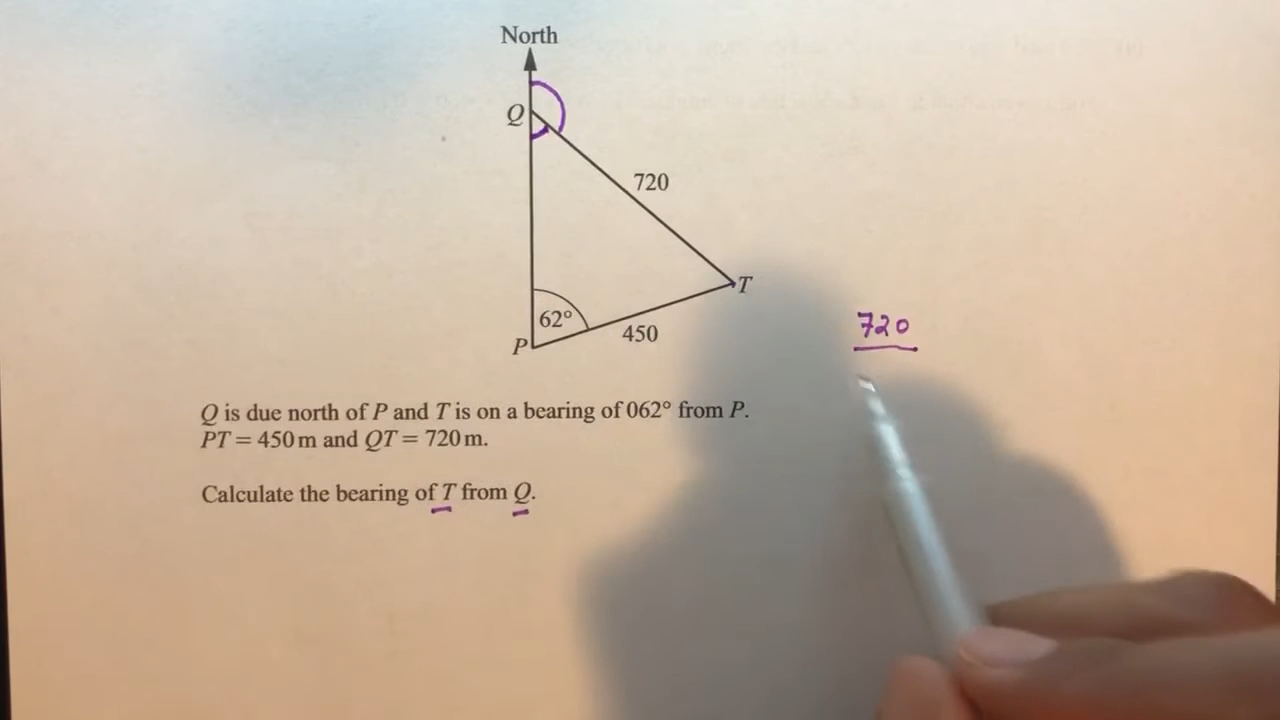 North
Q
720
T
62°
450
P
720
Q is due north of P and T is on a bearing of 062° from P.
PT = 450 m and QT = 720 m.
Calculate the bearing of T from Q.